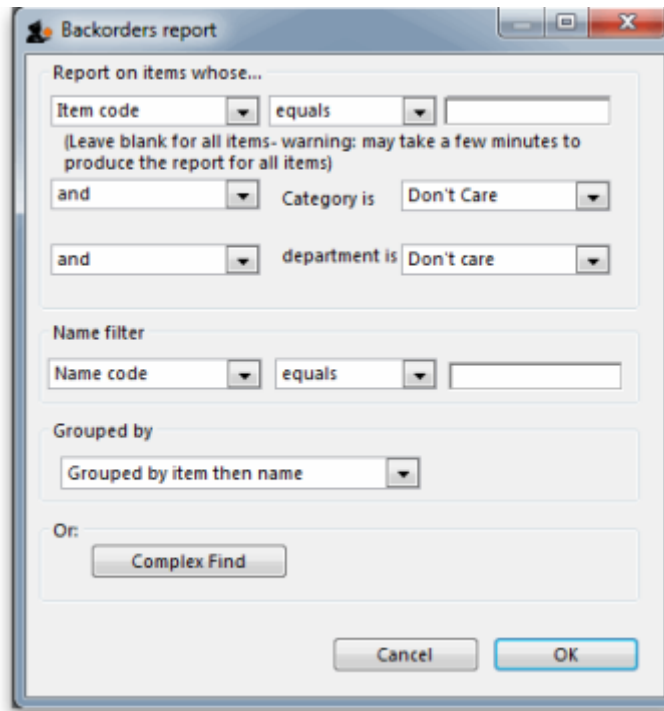 Backorders report
Report on items whose...
Item code equals
(Leave blank for all items- warning: may take a few minutes to
produce the report for all items)
and Category is Don't Care
and department is Don't care
Name filter
Name code equals
Grouped by
Grouped by item then name
Or:
Complex Find
Cancel OK